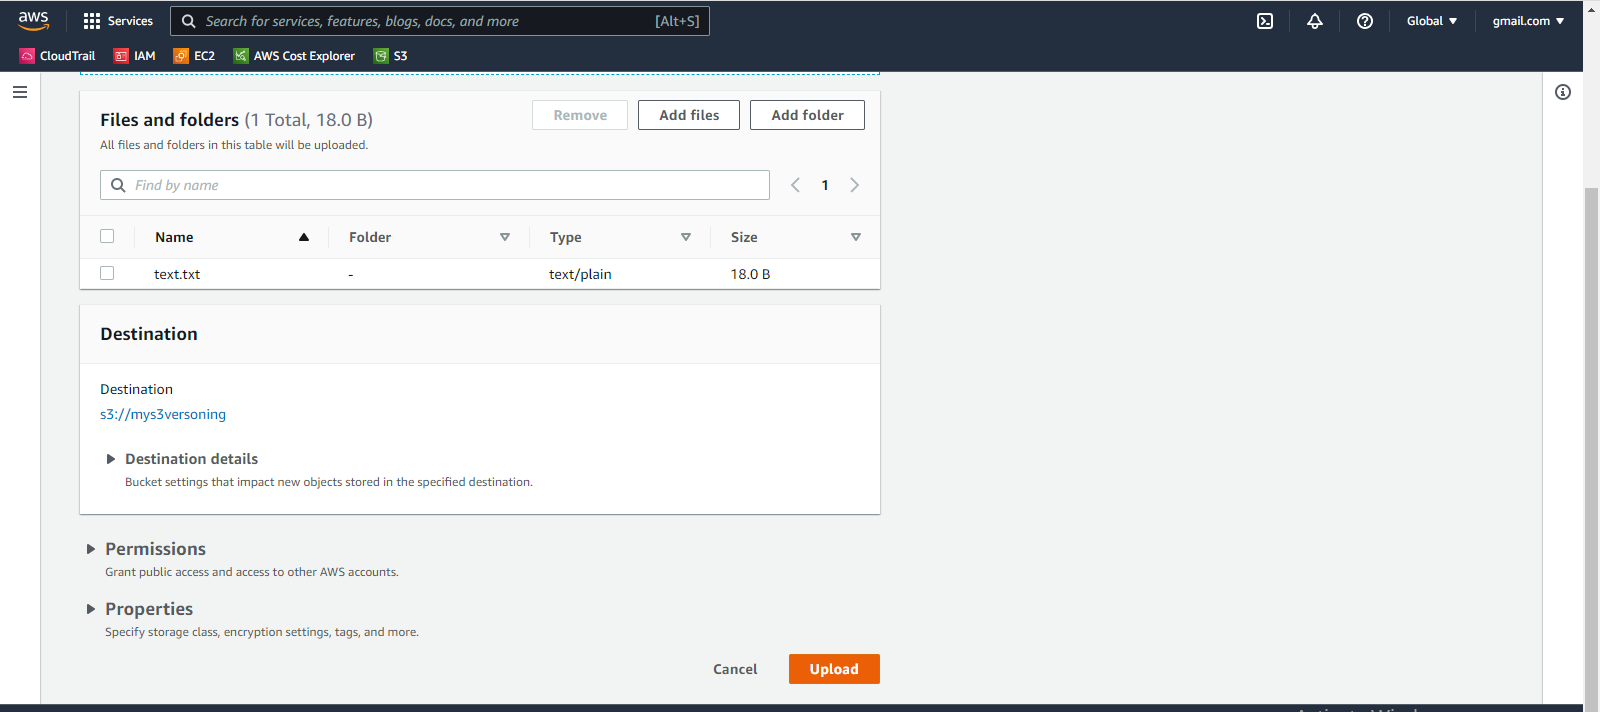 aws Services Search for services, features, blogs, docs, and more [Alt+S] Global gmail.com
CloudTrail IAM EC2 AWS Cost Explorer S3
Files and folders (1 Total, 18.0 B) Remove Add files Add folder
All files and folders in this table will be uploaded.
Find by name 1
Name Folder Type Size
text.txt - text/plain 18.0 B
Destination
Destination
s3://mys3versoning
Destination details
Bucket settings that impact new objects stored in the specified destination.
Permissions
Grant public access and access to other AWS accounts.
Properties
Specify storage class, encryption settings, tags, and more.
Cancel Upload